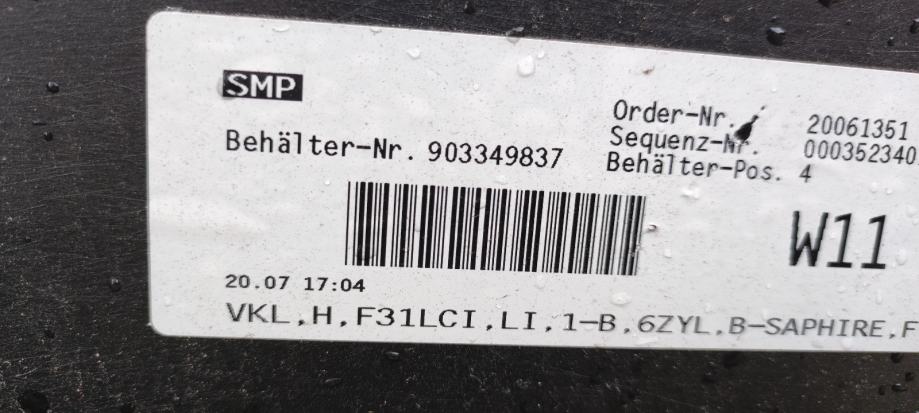 SMP
Behälter-Nr. 903349837
Order-Nr. 20061351
Sequenz-Nr. 000352340
Behälter-Pos. 4
W11
20.07 17:04
VKL,H,F31LCI,LI,1-B,6ZYL,B-SAPHIRE,F